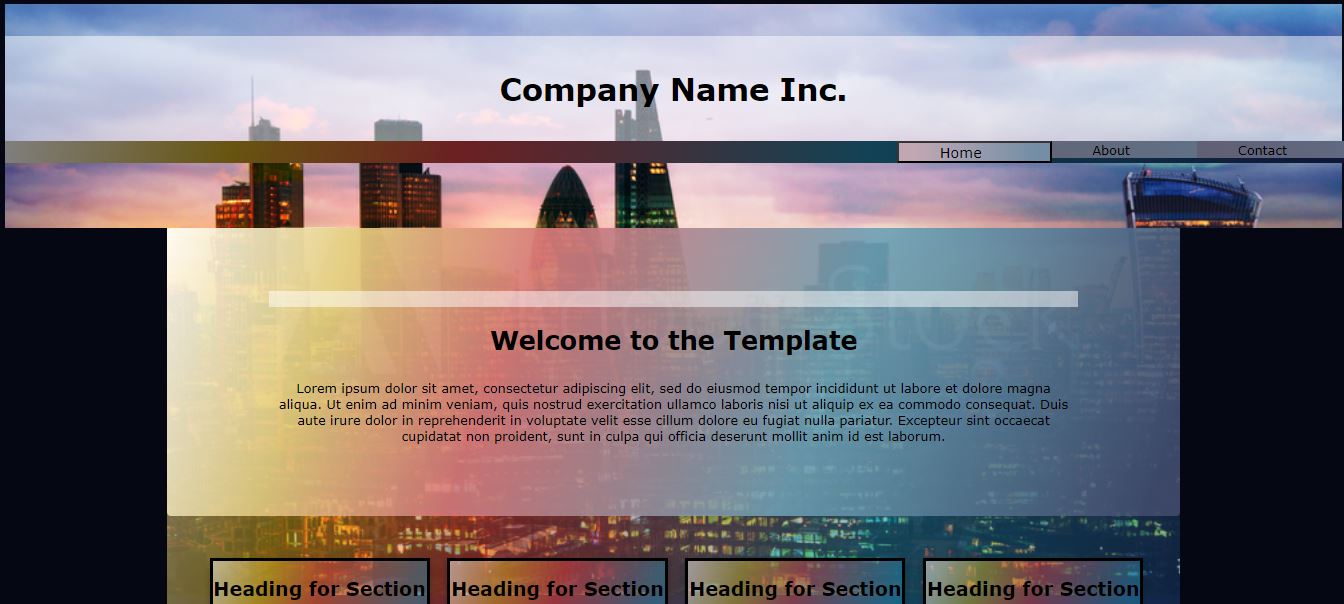 Company Name Inc.
Home About Contact
Welcome to the Template
Lorem ipsum dolor sit amet, consectetur adipiscing elit, sed do eiusmod tempor incididunt ut labore et dolore magna
aliqua. Ut enim ad minim veniam, quis nostrud exercitation ullamco laboris nisi ut aliquip ex ea commodo consequat. Duis
aute irure dolor in reprehenderit in voluptate velit esse cillum dolore eu fugiat nulla pariatur. Excepteur sint occaecat
cupidatat non proident, sunt in culpa qui officia deserunt mollit anim id est laborum.
Heading for Section Heading for Section Heading for Section Heading for Section